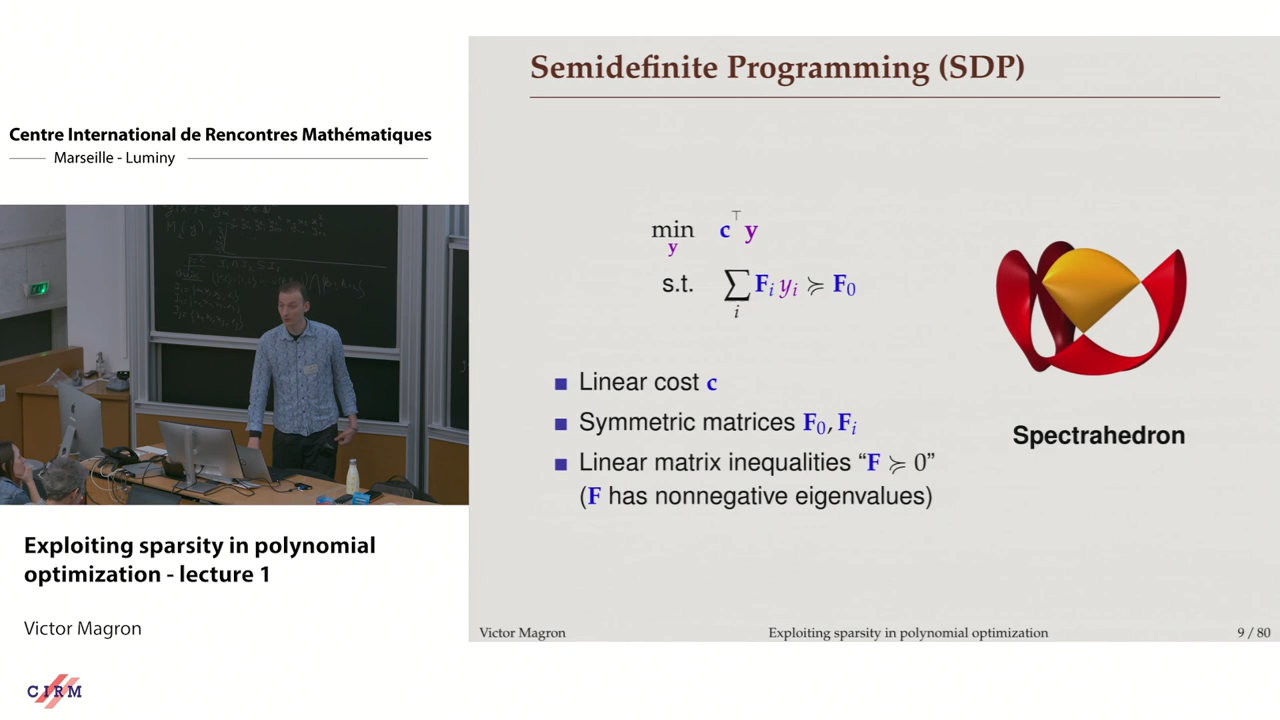 Centre International de Rencontres Mathématiques
Marseille - Luminy
Exploiting sparsity in polynomial
optimization - lecture 1
Victor Magron
CIRM
Semidefinite Programming (SDP)
min c⊤y
y
s.t. ∑ Fᵢ yᵢ ≽ F₀
i
■ Linear cost c
■ Symmetric matrices F₀, Fᵢ
■ Linear matrix inequalities “F ≽ 0”
(F has nonnegative eigenvalues)
Spectrahedron
Victor Magron Exploiting sparsity in polynomial optimization 9 / 80